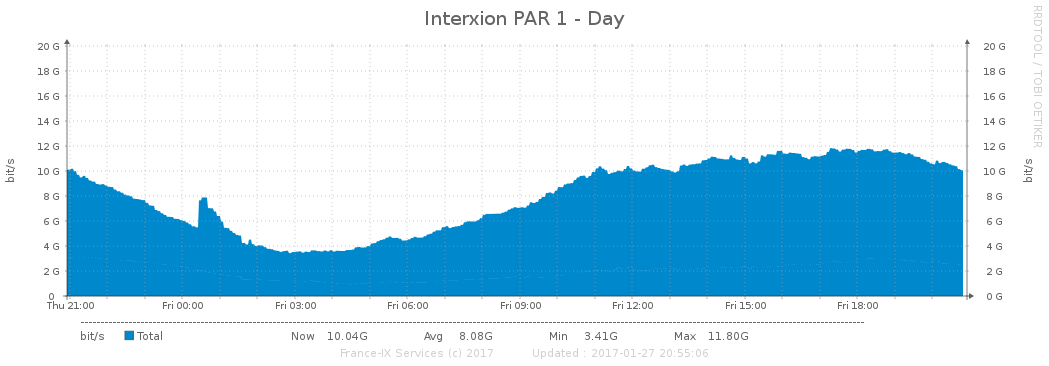 Interxion PAR 1 - Day
RRDTOOL / TOBI OETIKER
20 G 20 G
18 G 18 G
16 G 16 G
14 G 14 G
12 G 12 G
10 G 10 G
8 G 8 G
6 G 6 G
4 G 4 G
2 G 2 G
0 0 G
bit/s bit/s
Thu 21:00 Fri 00:00 Fri 03:00 Fri 06:00 Fri 09:00 Fri 12:00 Fri 15:00 Fri 18:00
bit/s Total Now 10.04G Avg 8.08G Min 3.41G Max 11.80G
France-IX Services (c) 2017 Updated : 2017-01-27 20:55:06